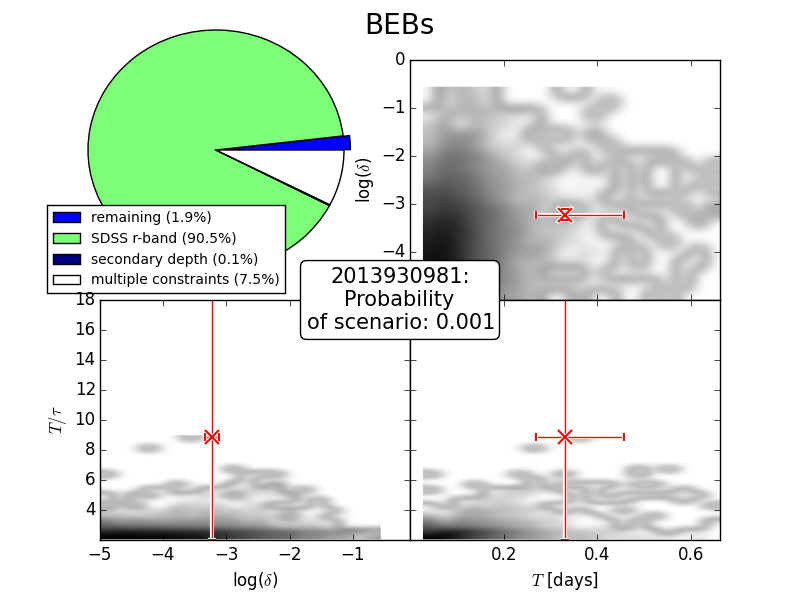 BEBs
remaining (1.9%)
SDSS r-band (90.5%)
secondary depth (0.1%)
multiple constraints (7.5%)
0
−1
−2
−3
−4
log(δ)
2013930981:
Probability
of scenario: 0.001
18
16
14
12
10
8
6
4
T/τ
−5 −4 −3 −2 −1
log(δ)
0.2 0.4 0.6
T [days]